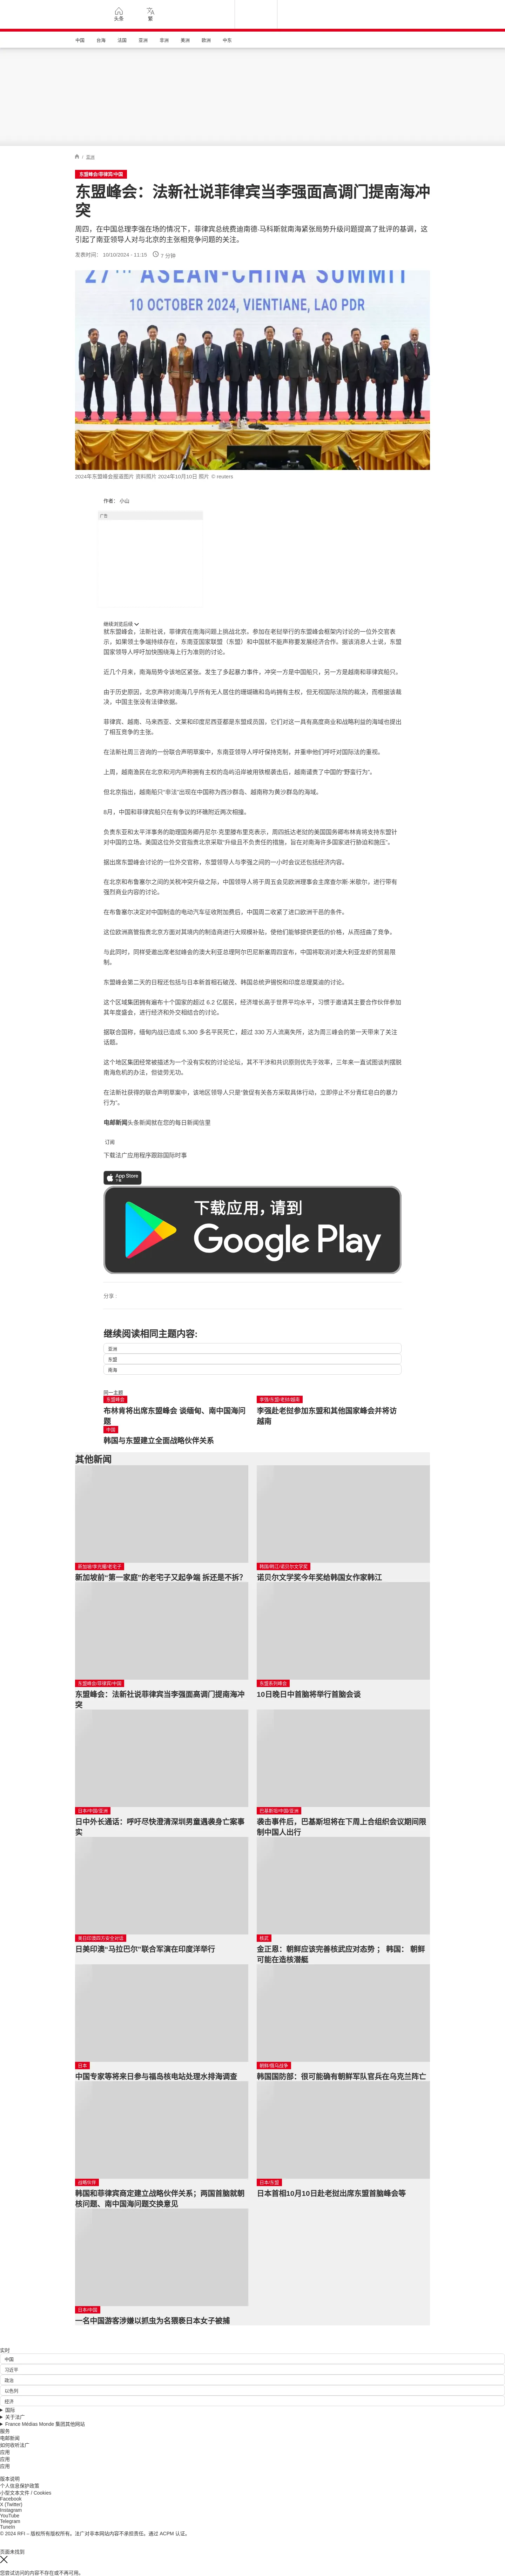 头条
繁
中国
台海
法国
亚洲
非洲
美洲
欧洲
中东
/ 亚洲
东盟峰会/菲律宾/中国
东盟峰会：法新社说菲律宾当李强面高调门提南海冲
突
周四，在中国总理李强在场的情况下，菲律宾总统费迪南德·马科斯就南海紧张局势升级问题提高了批评的基调，这
引起了南亚领导人对与北京的主张相竞争问题的关注。
发表时间： 10/10/2024 - 11:15 7 分钟
27TH ASEAN-CHINA SUMMIT
10 OCTOBER 2024, VIENTIANE, LAO PDR
2024年东盟峰会报道图片 资料照片 2024年10月10日 照片 © reuters
作者： 小山
广告
继续浏览后续
就东盟峰会，法新社说，菲律宾在南海问题上挑战北京，参加在老挝举行的东盟峰会框架内讨论的一位外交官表
示，如果领土争端持续存在，东南亚国家联盟（东盟）和中国就不能声称要发展经济合作。据该消息人士说，东盟
国家领导人呼吁加快围绕海上行为准则的讨论。
近几个月来，南海局势令该地区紧张，发生了多起暴力事件，冲突一方是中国船只，另一方是越南和菲律宾船只。
由于历史原因，北京声称对南海几乎所有无人居住的珊瑚礁和岛屿拥有主权，但无视国际法院的裁决，而根据该裁
决，中国主张没有法律依据。
菲律宾、越南、马来西亚、文莱和印度尼西亚都是东盟成员国，它们对这一具有高度商业和战略利益的海域也提出
了相互竞争的主张。
在法新社周三咨询的一份联合声明草案中，东南亚领导人呼吁保持克制，并重申他们呼吁对国际法的重视。
上周，越南渔民在北京和河内声称拥有主权的岛屿沿岸被用铁棍袭击后，越南谴责了中国的“野蛮行为”。
但北京指出，越南船只“非法”出现在中国称为西沙群岛、越南称为黄沙群岛的海域。
8月，中国和菲律宾船只在有争议的环礁附近两次相撞。
负责东亚和太平洋事务的助理国务卿丹尼尔·克里滕布里克表示，周四抵达老挝的美国国务卿布林肯将支持东盟针
对中国的立场。美国这位外交官指责北京采取“升级且不负责任的措施，旨在对南海许多国家进行胁迫和施压”。
据出席东盟峰会讨论的一位外交官称，东盟领导人与李强之间的一小时会议还包括经济内容。
在北京和布鲁塞尔之间的关税冲突升级之际，中国领导人将于周五会见欧洲理事会主席查尔斯·米歇尔，进行带有
强烈商业内容的讨论。
在布鲁塞尔决定对中国制造的电动汽车征收附加费后，中国周二收紧了进口欧洲干邑的条件。
这位欧洲高管指责北京方面对其境内的制造商进行大规模补贴，使他们能够提供更低的价格，从而扭曲了竞争。
与此同时，同样受邀出席老挝峰会的澳大利亚总理阿尔巴尼斯塞周四宣布，中国将取消对澳大利亚龙虾的贸易限
制。
东盟峰会第二天的日程还包括与日本新首相石破茂、韩国总统尹锡悦和印度总理莫迪的讨论。
这个区域集团拥有遍布十个国家的超过 6.2 亿居民，经济增长高于世界平均水平，习惯于邀请其主要合作伙伴参加
其年度盛会，进行经济和外交相结合的讨论。
据联合国称，缅甸内战已造成 5,300 多名平民死亡，超过 330 万人流离失所，这为周三峰会的第一天带来了关注
话题。
这个地区集团经常被描述为一个没有实权的讨论论坛，其不干涉和共识原则优先于效率，三年来一直试图谈判摆脱
南海危机的办法，但徒劳无功。
在法新社获得的联合声明草案中，该地区领导人只是“敦促有关各方采取具体行动，立即停止不分青红皂白的暴力
行为”。
电邮新闻头条新闻就在您的每日新闻信里
订阅
下载法广应用程序跟踪国际时事
App Store
下载
下载应用，请到
Google Play
分享 :
继续阅读相同主题内容:
亚洲
东盟
南海
同一主题
东盟峰会
布林肯将出席东盟峰会 谈缅甸、南中国海问
题
李强/东盟/老挝/越南
李强赴老挝参加东盟和其他国家峰会并将访
越南
中国
韩国与东盟建立全面战略伙伴关系
其他新闻
新加坡/李光耀/老宅子
新加坡前“第一家庭”的老宅子又起争端 拆还是不拆？
韩国/韩江/诺贝尔文学奖
诺贝尔文学奖今年奖给韩国女作家韩江
东盟峰会/菲律宾/中国
东盟峰会：法新社说菲律宾当李强面高调门提南海冲
突
东盟系列峰会
10日晚日中首脑将举行首脑会谈
日本/中国/亚洲
日中外长通话：呼吁尽快澄清深圳男童遇袭身亡案事
实
巴基斯坦/中国/亚洲
袭击事件后，巴基斯坦将在下周上合组织会议期间限
制中国人出行
美日印澳四方安全对话
日美印澳“马拉巴尔”联合军演在印度洋举行
核武
金正恩：朝鲜应该完善核武应对态势 ； 韩国： 朝鲜
可能在造核潜艇
日本
中国专家等将来日参与福岛核电站处理水排海调查
朝鲜/俄乌战争
韩国国防部：很可能确有朝鲜军队官兵在乌克兰阵亡
战略伙伴
韩国和菲律宾商定建立战略伙伴关系；两国首脑就朝
核问题、南中国海问题交换意见
日本/东盟
日本首相10月10日赴老挝出席东盟首脑峰会等
日本/中国
一名中国游客涉嫌以抓虫为名猥亵日本女子被捕
实时
中国
习近平
政治
以色列
经济
国际
关于法广
France Médias Monde 集团其他网站
服务
电邮新闻
如何收听法广
应用
应用
应用
版本说明
个人信息保护政策
小型文本文件 / Cookies
Facebook
X (Twitter)
Instagram
YouTube
Telegram
TuneIn
© 2024 RFI – 版权所有版权所有。法广对非本网站内容不承担责任。通过 ACPM 认证。
页面未找到
您尝试访问的内容不存在或不再可用。